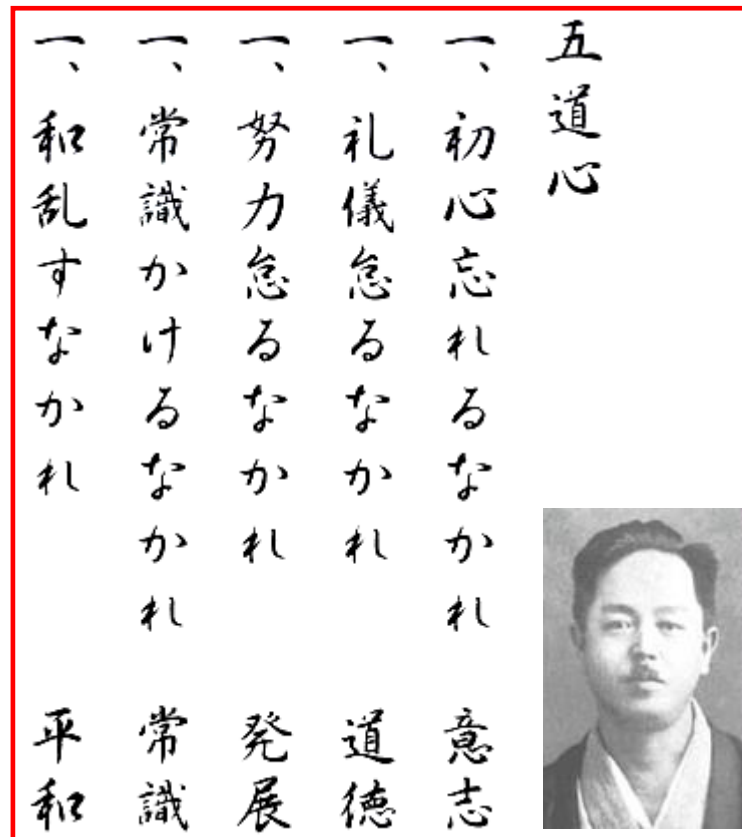 五道心
一、初心忘れるなかれ 意志
一、礼儀怠るなかれ 道徳
一、努力怠るなかれ 発展
一、常識かけるなかれ 常識
一、和乱すなかれ 平和